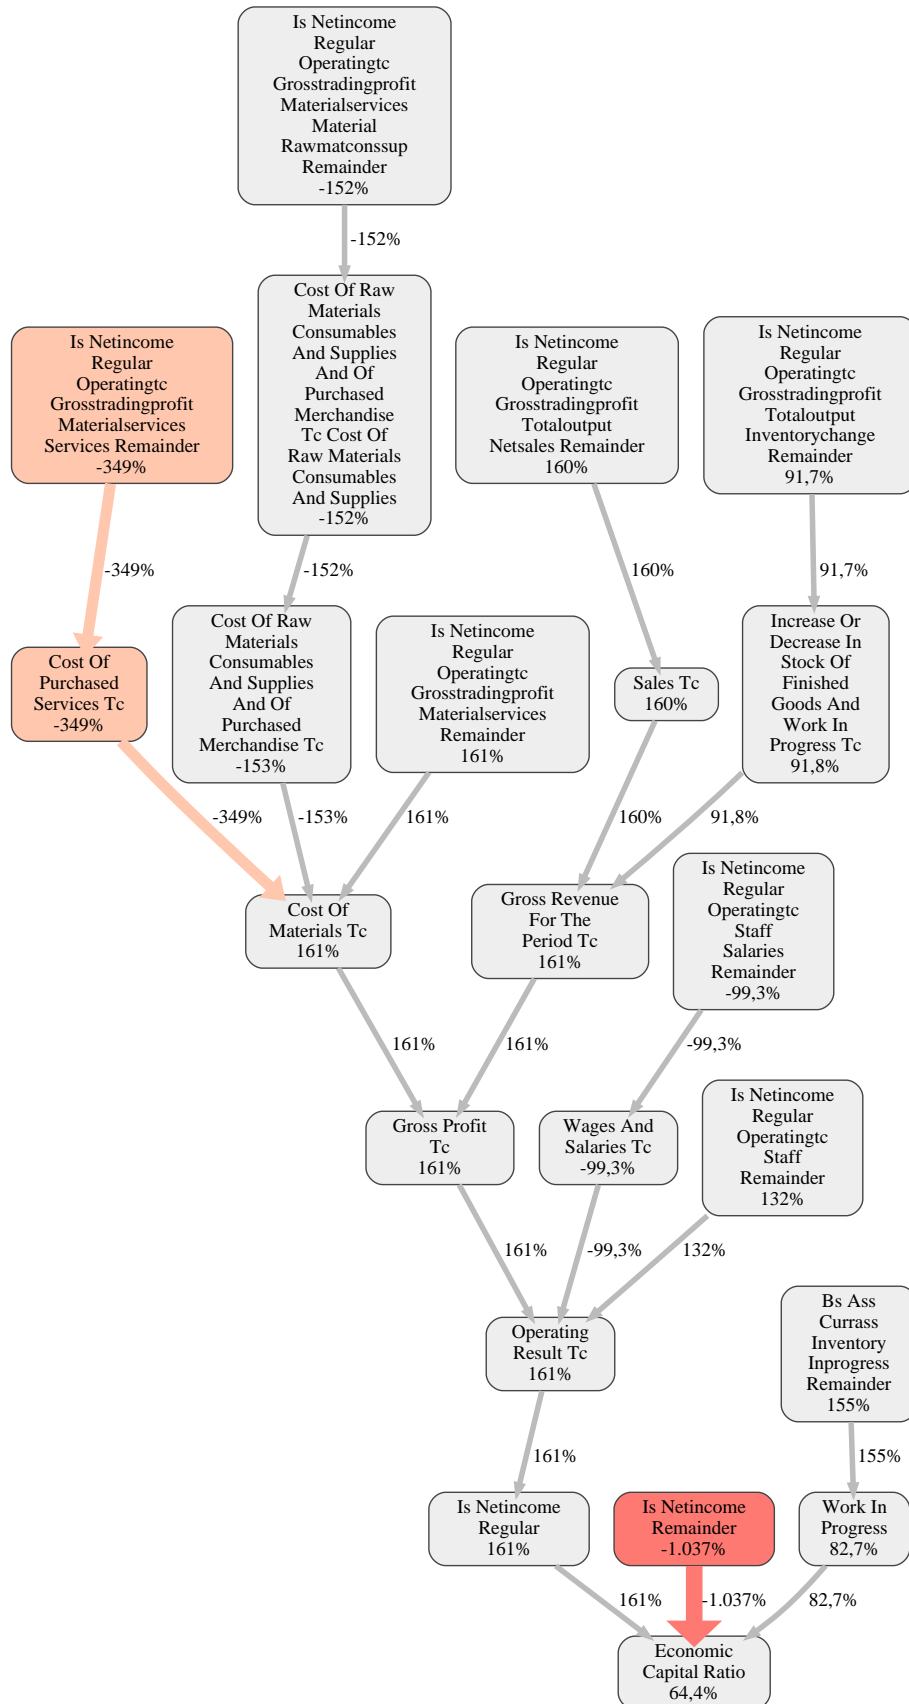 Is Netincome
Regular
Operatingtc
Grosstradingprofit
Materialservices
Material
Rawmatconssup
Remainder
-152%
-152%
Cost Of Raw
Materials
Consumables
And Supplies
And Of
Purchased
Merchandise
Tc Cost Of
Raw Materials
Consumables
And Supplies
-152%
Is Netincome
Regular
Operatingtc
Grosstradingprofit
Materialservices
Services Remainder
-349%
Is Netincome
Regular
Operatingtc
Grosstradingprofit
Totaloutput
Netsales Remainder
160%
Is Netincome
Regular
Operatingtc
Grosstradingprofit
Totaloutput
Inventorychange
Remainder
91,7%
-349%
-152%
160%
91,7%
Cost Of
Purchased
Services Tc
-349%
Cost Of Raw
Materials
Consumables
And Supplies
And Of
Purchased
Merchandise Tc
-153%
Is Netincome
Regular
Operatingtc
Grosstradingprofit
Materialservices
Remainder
161%
Sales Tc
160%
Increase Or
Decrease In
Stock Of
Finished
Goods And
Work In
Progress Tc
91,8%
-349%
-153%
161%
160%
91,8%
Cost Of
Materials Tc
161%
Gross Revenue
For The
Period Tc
161%
Is Netincome
Regular
Operatingtc
Staff
Salaries
Remainder
-99,3%
161%
161%
-99,3%
Gross Profit
Tc
161%
Wages And
Salaries Tc
-99,3%
Is Netincome
Regular
Operatingtc
Staff
Remainder
132%
161%
-99,3%
132%
Operating
Result Tc
161%
Bs Ass
Currass
Inventory
Inprogress
Remainder
155%
161%
155%
Is Netincome
Regular
161%
Is Netincome
Remainder
-1.037%
Work In
Progress
82,7%
161%
-1.037%
82,7%
Economic
Capital Ratio
64,4%